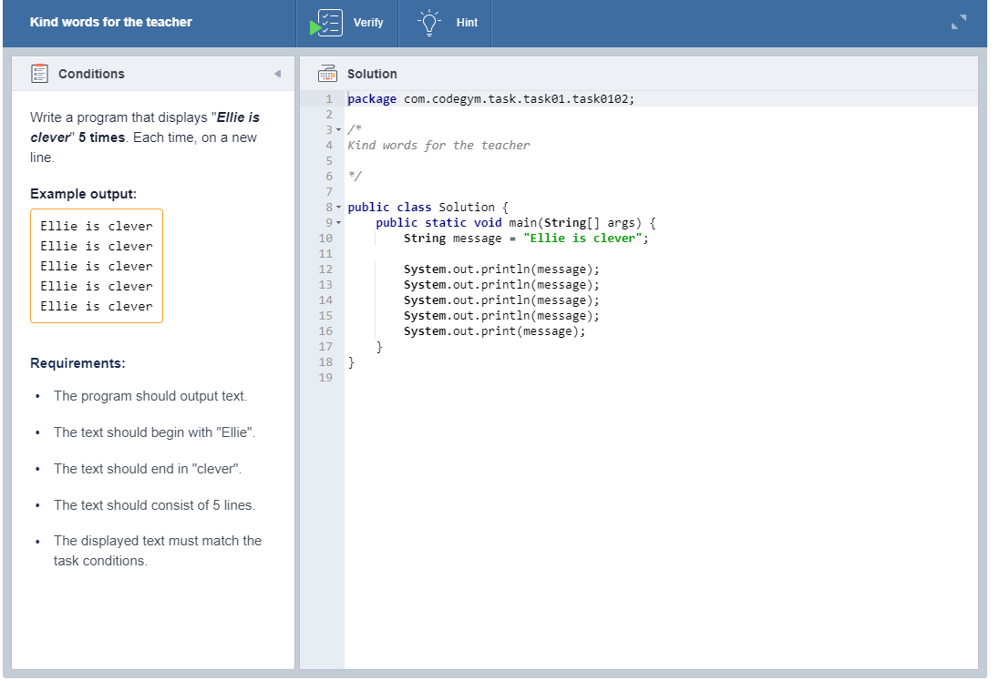 Kind words for the teacher
Verify
Hint
Conditions
Write a program that displays "Ellie is
clever" 5 times. Each time, on a new
line.
Example output:
Ellie is clever
Ellie is clever
Ellie is clever
Ellie is clever
Ellie is clever
Requirements:
• The program should output text.
• The text should begin with "Ellie".
• The text should end in "clever".
• The text should consist of 5 lines.
• The displayed text must match the
task conditions.
Solution
1 package com.codegym.task.task01.task0102;
2
3 /*
4 Kind words for the teacher
5
6 */
7
8 public class Solution {
9     public static void main(String[] args) {
10         String message = "Ellie is clever";
11
12         System.out.println(message);
13         System.out.println(message);
14         System.out.println(message);
15         System.out.println(message);
16         System.out.print(message);
17     }
18 }
19